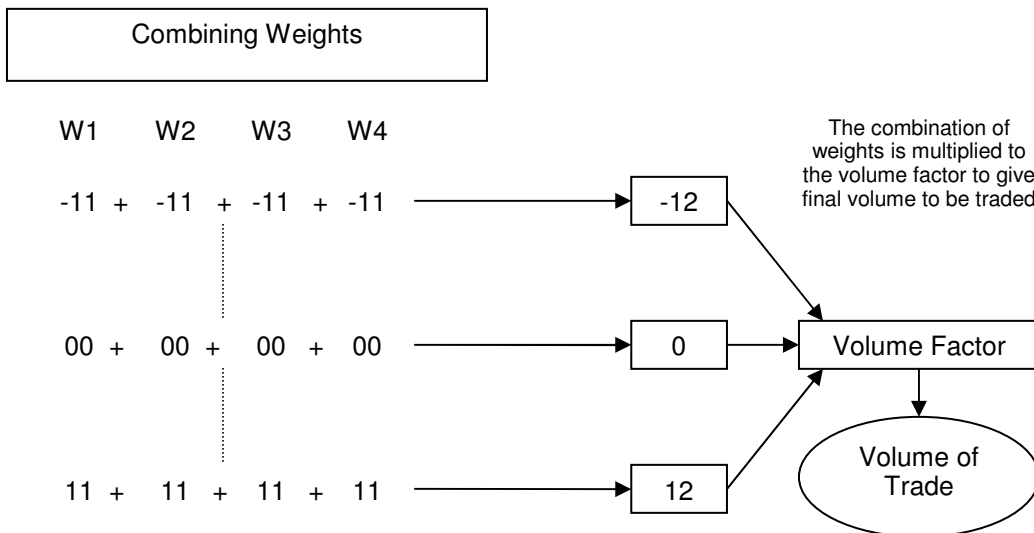 Combining Weights
W1 W2 W3 W4
The combination of
weights is multiplied to
the volume factor to give
final volume to be traded
-11 + -11 + -11 + -11
-12
00 + 00 + 00 + 00
0
Volume Factor
11 + 11 + 11 + 11
12
Volume of
Trade